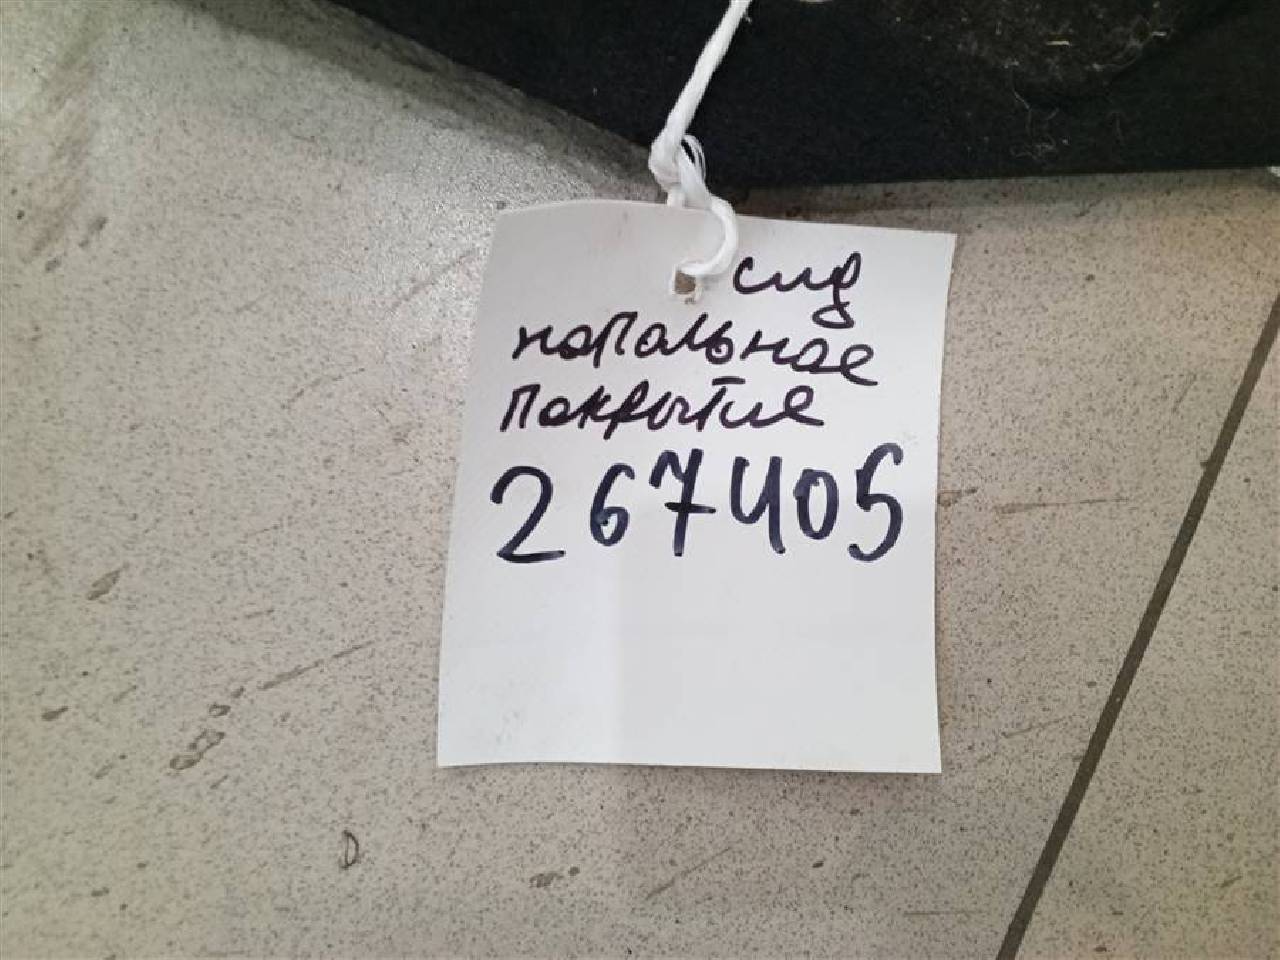 сид
напольное
покрытие
267405